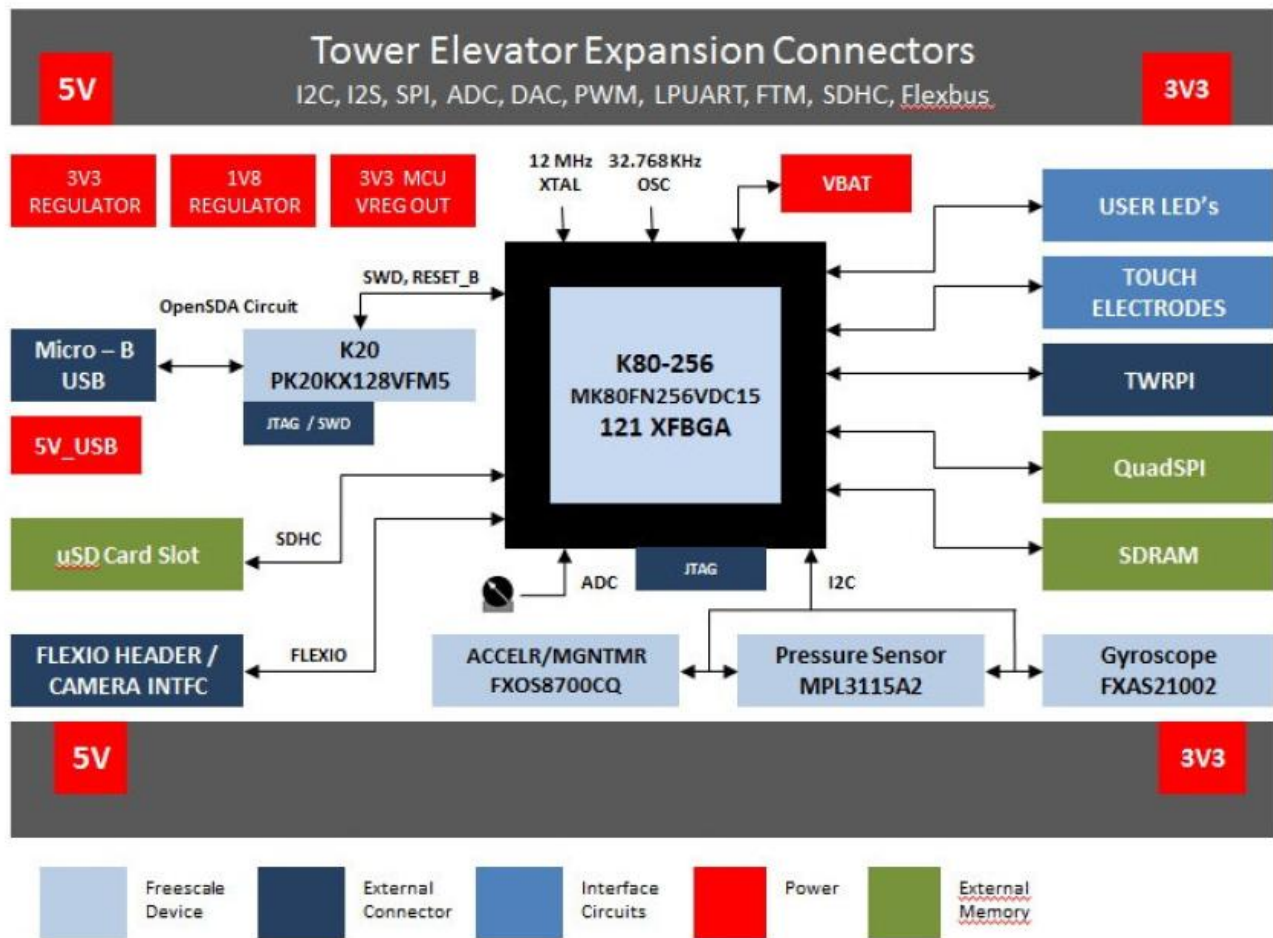 Tower Elevator Expansion Connectors
5V
I2C, I2S, SPI, ADC, DAC, PWM, LPUART, FTM, SDHC, Flexbus
3V3
3V3
REGULATOR
1V8
REGULATOR
3V3 MCU
VREG OUT
12 MHz
XTAL
32.768KHz
OSC
VBAT
USER LED's
SWD, RESET_B
OpenSDA Circuit
TOUCH
ELECTRODES
Micro – B
USB
K20
PK20KX128VFM5
JTAG / SWD
K80-256
MK80FN256VDC15
121 XFBGA
TWRPI
5V_USB
QuadSPI
uSD Card Slot
SDHC
SDRAM
ADC
JTAG
I2C
FLEXIO HEADER /
CAMERA INTFC
FLEXIO
ACCELR/MGNTMR
FXOS8700CQ
Pressure Sensor
MPL3115A2
Gyroscope
FXAS21002
5V
3V3
Freescale
Device
External
Connector
Interface
Circuits
Power
External
Memory